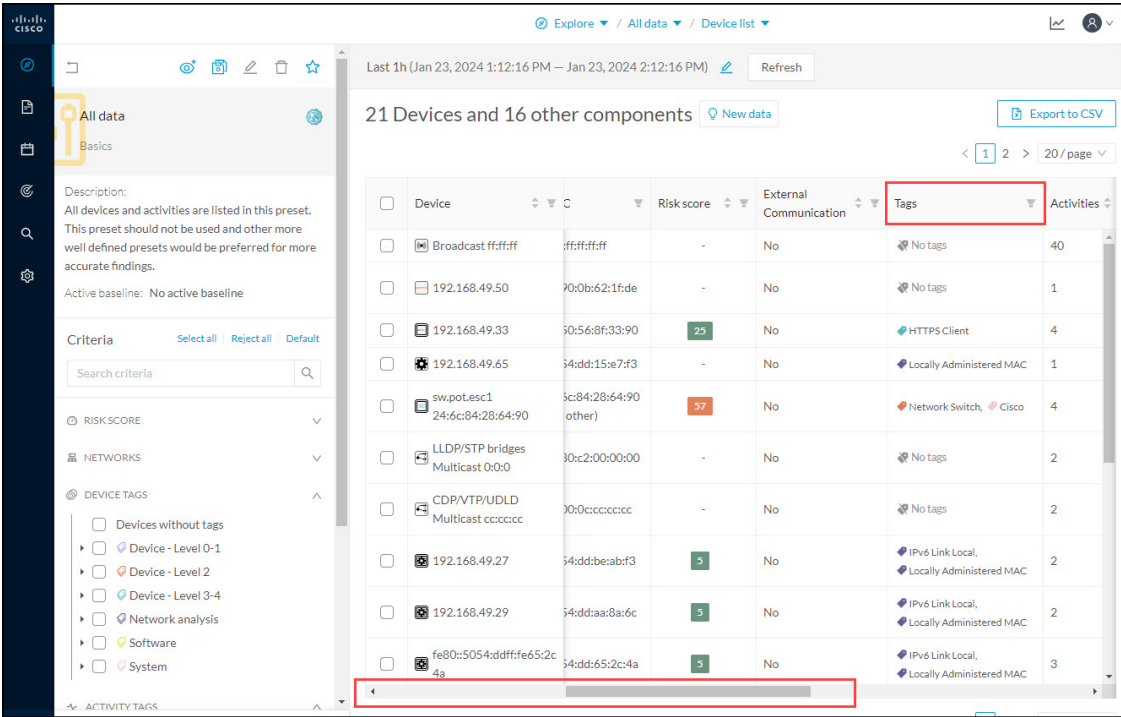 CISCO
Explore / All data / Device list
All data
Basics
Description:
All devices and activities are listed in this preset.
This preset should not be used and other more
well defined presets would be preferred for more
accurate findings.
Active baseline: No active baseline
Criteria Select all Reject all Default
Search criteria
RISK SCORE
NETWORKS
DEVICE TAGS
Devices without tags
Device - Level 0-1
Device - Level 2
Device - Level 3-4
Network analysis
Software
System
ACTIVITY TAGS
Last 1h (Jan 23, 2024 1:12:16 PM — Jan 23, 2024 2:12:16 PM) Refresh
21 Devices and 16 other components New data Export to CSV
< 1 2 > 20 / page
Device C Risk score External
Communication Tags Activities
Broadcast ff:ff:ff :ff:ff:ff:ff - No No tags 40
192.168.49.50 90:0b:62:1f:de - No No tags 1
192.168.49.33 50:56:8f:33:90 25 No HTTPS Client 4
192.168.49.65 54:dd:15:e7:f3 - No Locally Administered MAC 1
sw.pot.esc1
24:6c:84:28:64:90 6c:84:28:64:90
other) 57 No Network Switch, Cisco 4
LLDP/STP bridges
Multicast 0:0:0 80:c2:00:00:00 - No No tags 2
CDP/VTP/UDLD
Multicast cc:cc:cc 00:0c:cc:cc:cc - No No tags 2
192.168.49.27 54:dd:be:ab:f3 5 No IPv6 Link Local,
Locally Administered MAC 2
192.168.49.29 54:dd:aa:8a:6c 5 No IPv6 Link Local,
Locally Administered MAC 2
fe80::5054:ddff:fe65:2c
4a 54:dd:65:2c:4a 5 No IPv6 Link Local,
Locally Administered MAC 3